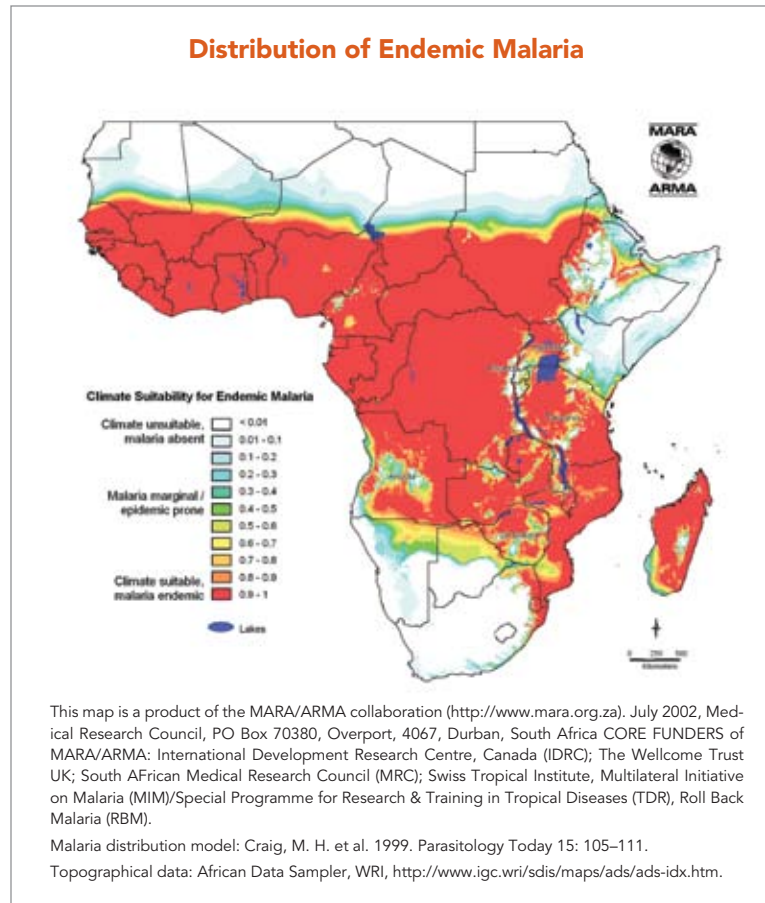 Distribution of Endemic Malaria
MARA
ARMA
Climate Suitability for Endemic Malaria
Climate unsuitable,
malaria absent
Malaria marginal /
epidemic prone
Climate suitable,
malaria endemic
< 0.01
0.01 - 0.1
0.1 - 0.2
0.2 - 0.3
0.3 - 0.4
0.4 - 0.5
0.5 - 0.6
0.6 - 0.7
0.7 - 0.8
0.8 - 0.9
0.9 - 1
Lakes
0 250 500
Kilometers
This map is a product of the MARA/ARMA collaboration (http://www.mara.org.za). July 2002, Med-
ical Research Council, PO Box 70380, Overport, 4067, Durban, South Africa CORE FUNDERS of
MARA/ARMA: International Development Research Centre, Canada (IDRC); The Wellcome Trust
UK; South AFrican Medical Research Council (MRC); Swiss Tropical Institute, Multilateral Initiative
on Malaria (MIM)/Special Programme for Research & Training in Tropical Diseases (TDR), Roll Back
Malaria (RBM).
Malaria distribution model: Craig, M. H. et al. 1999. Parasitology Today 15: 105–111.
Topographical data: African Data Sampler, WRI, http://www.igc.wri/sdis/maps/ads/ads-idx.htm.